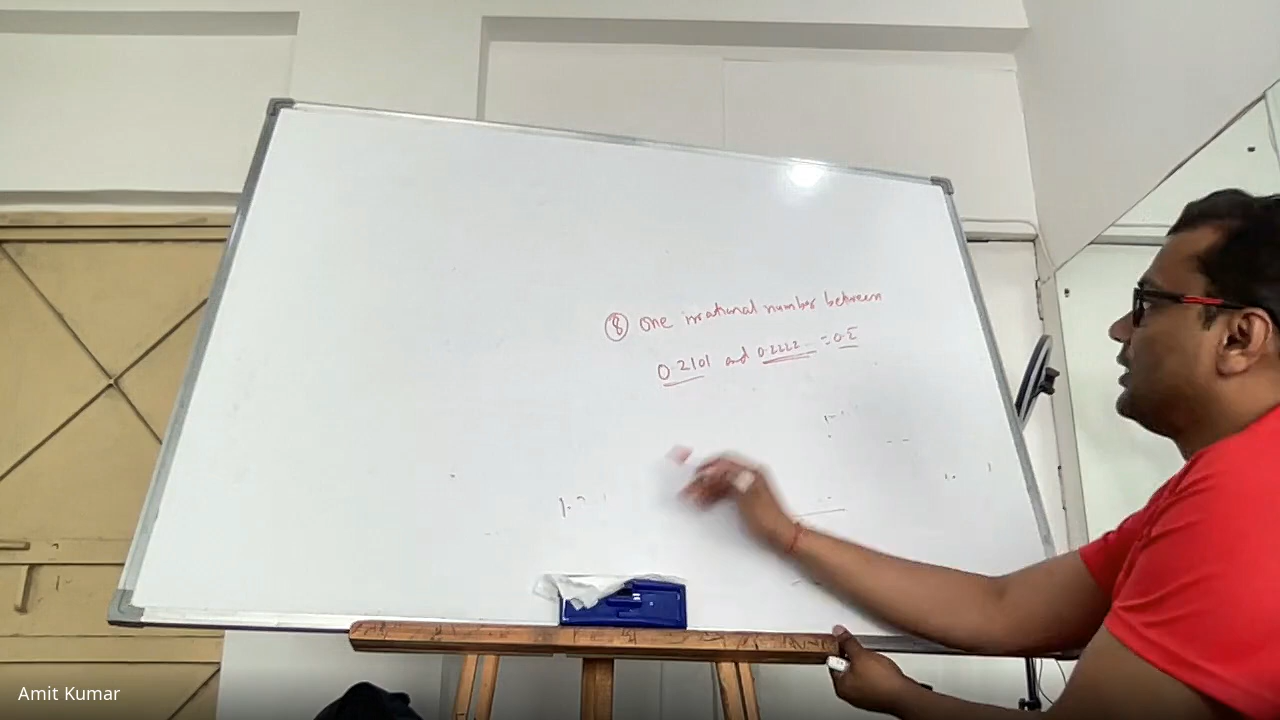 ⑧ One irrational number between
0.2101 and 0.2222... = 0.2̅
Amit Kumar